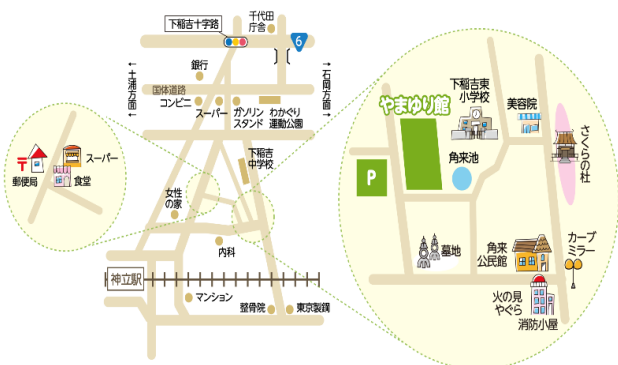 下稲吉十字路
千代田
庁舎
6
銀行
←土浦方面
石岡方面→
国体道路
コンビニ
スーパー
ガソリン
スタンド
わかぐり
運動公園
下稲吉
中学校
女性
の家
内科
神立駅
マンション
整骨院
東京製鋼
〒
郵便局
スーパー
食堂
やまゆり館
下稲吉東
小学校
美容院
さくらの杜
P
角来池
墓地
角来
公民館
カーブ
ミラー
火の見
やぐら
消防小屋